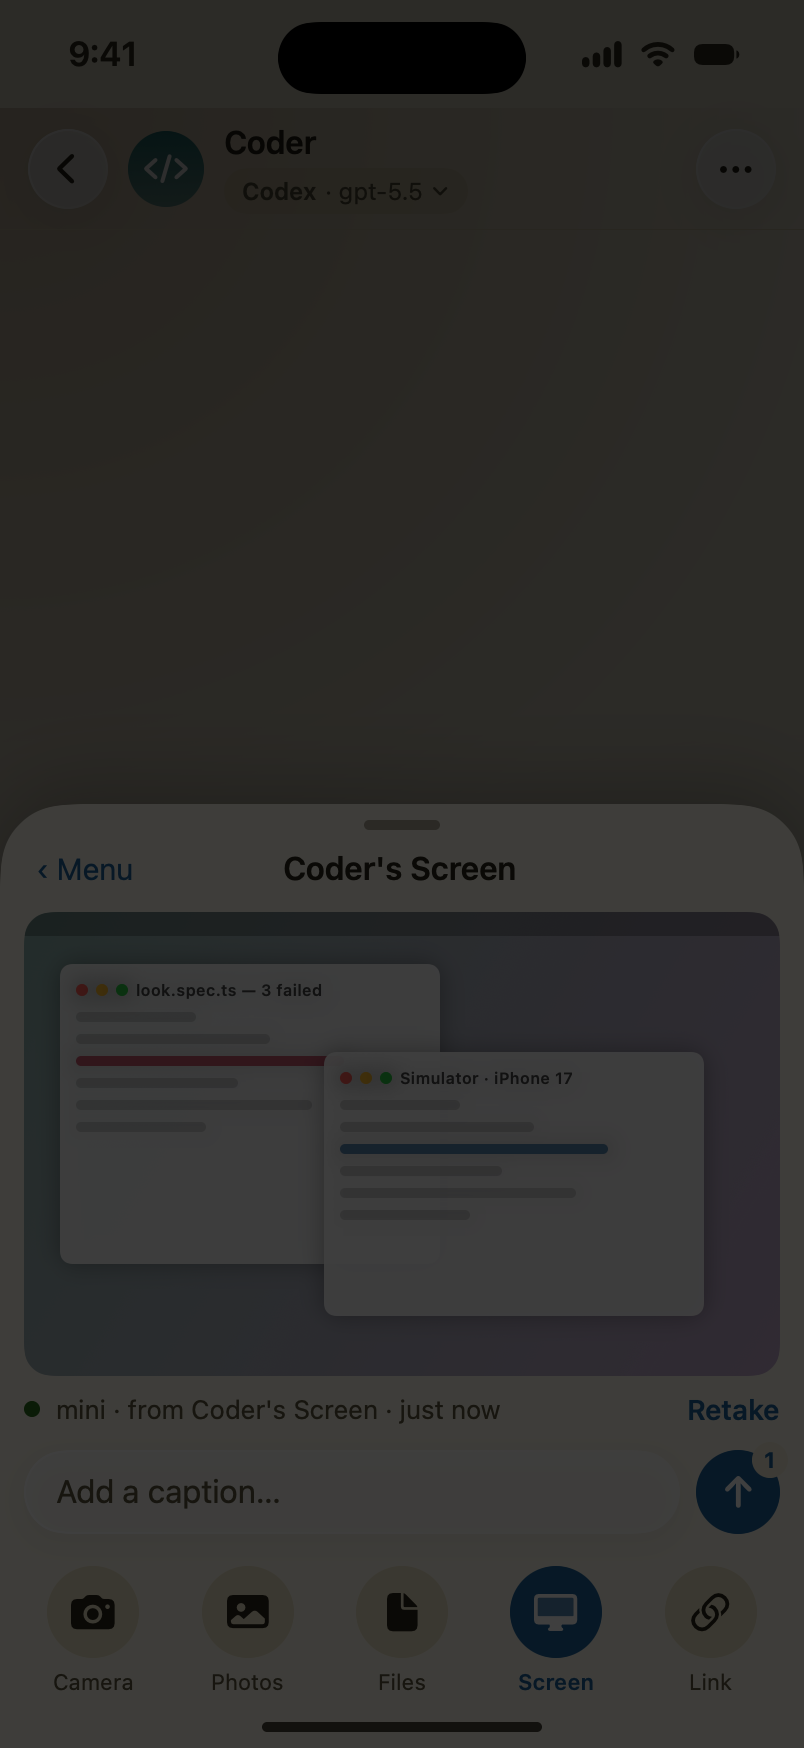 9:41
Coder
Codex · gpt-5.5
‹ Menu
Coder's Screen
look.spec.ts — 3 failed
Simulator · iPhone 17
mini · from Coder's Screen · just now
Retake
Add a caption...
1
Camera
Photos
Files
Screen
Link